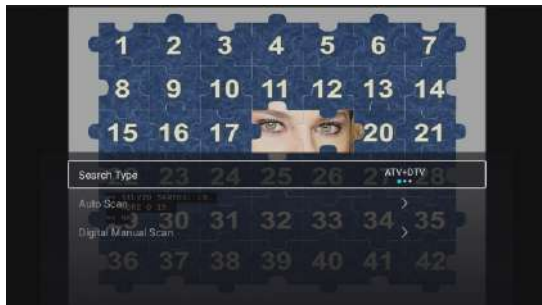 1 2 3 4 5 6 7
8 9 10 11 12 13 14
15 16 17 20 21
Search Type ATV+DTV
23 24 25 26 27 28
Auto Scan >
30 31 32 33 34 35
Digital Manual Scan >
36 37 38 39 40 41 42